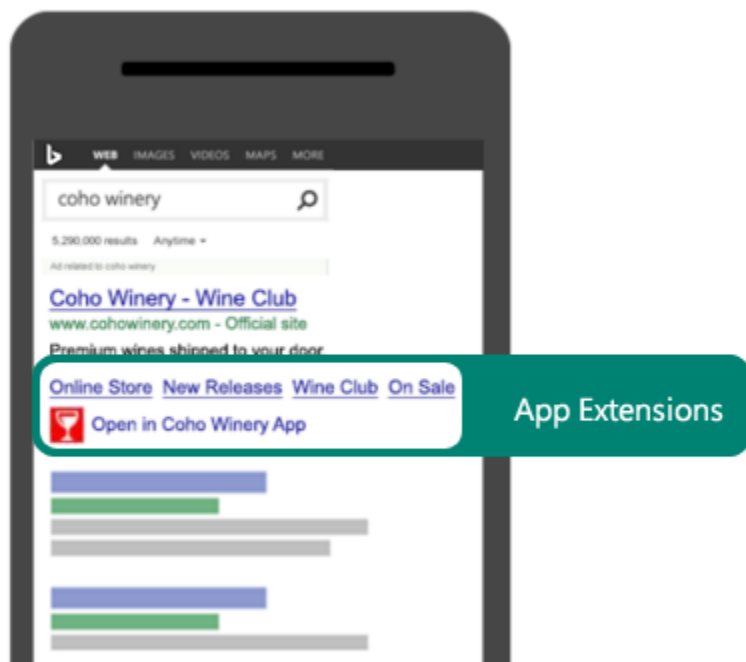 WEB IMAGES VIDEOS MAPS MORE
coho winery
5,290,000 results Anytime
Ad related to coho winery
Coho Winery - Wine Club
www.cohowinery.com - Official site
Premium wines shipped to your door.
Online Store New Releases Wine Club On Sale
Open in Coho Winery App
App Extensions